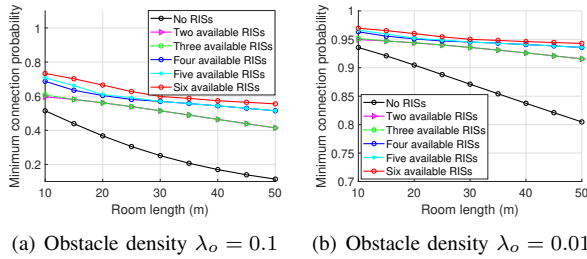 Minimum connection probability
1
0.8
0.6
0.4
0.2
10
20
30
40
50
Room length (m)
No RISs
Two available RISs
Three available RISs
Four available RISs
Five available RISs
Six available RISs
(a) Obstacle density λₒ = 0.1
Minimum connection probability
1
0.95
0.9
0.85
0.8
0.75
0.7
10
20
30
40
50
Room length (m)
No RISs
Two available RISs
Three available RISs
Four available RISs
Five available RISs
Six available RISs
(b) Obstacle density λₒ = 0.01